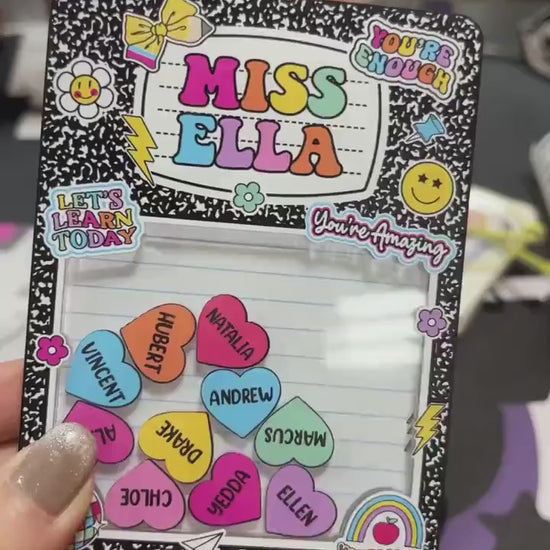 MISS
ELLA
YOU'RE
ENOUGH
LET'S
LEARN
TODAY
You're Amazing
HUBERT
NATALIA
VINCENT
ANDREW
DRAKE
MARCUS
CHLOE
YEDDA
ELLEN